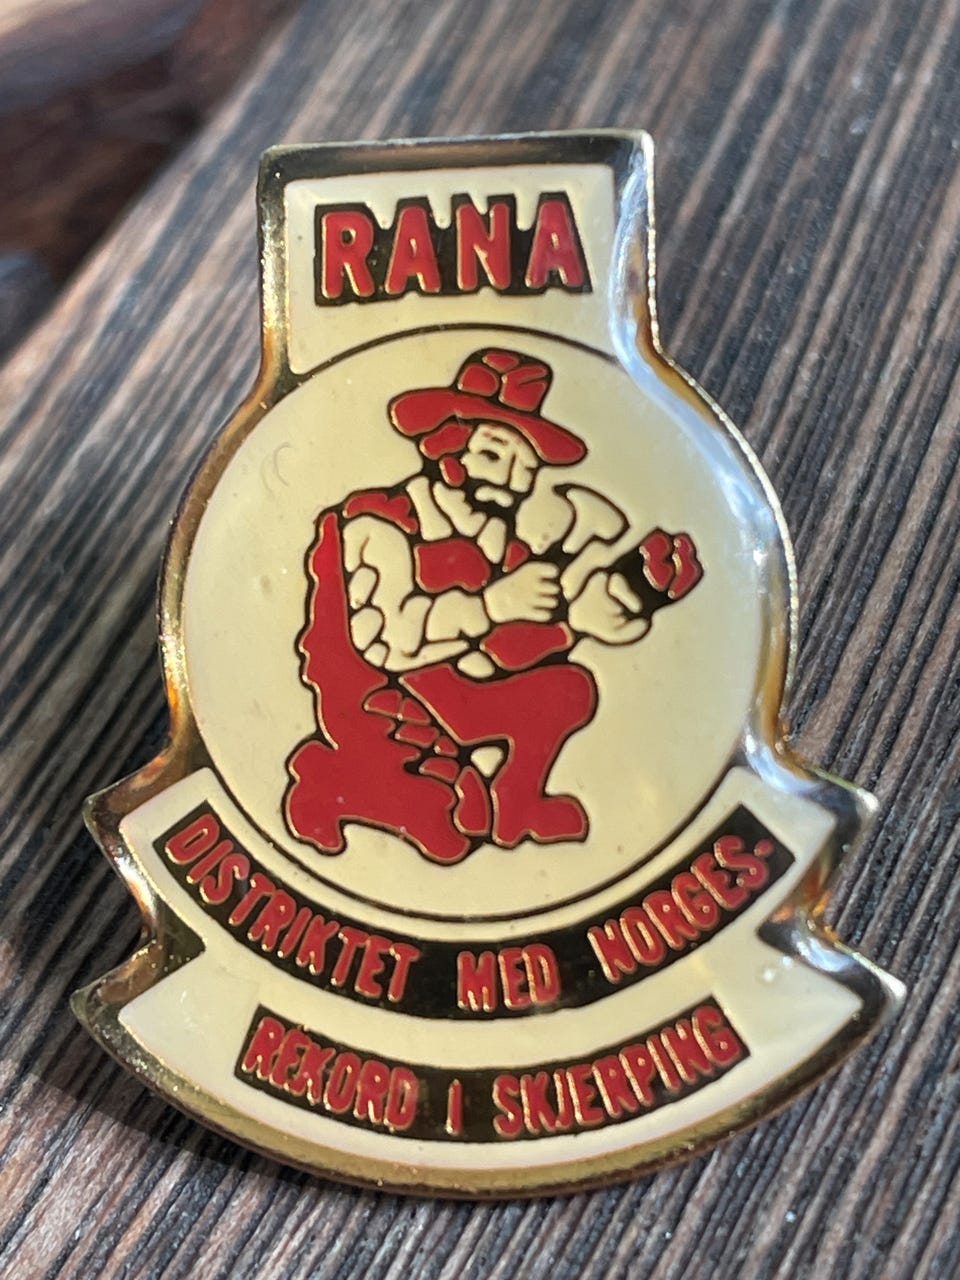 RANA
DISTRIKTET MED NORGES-
REKORD I SKJERPING